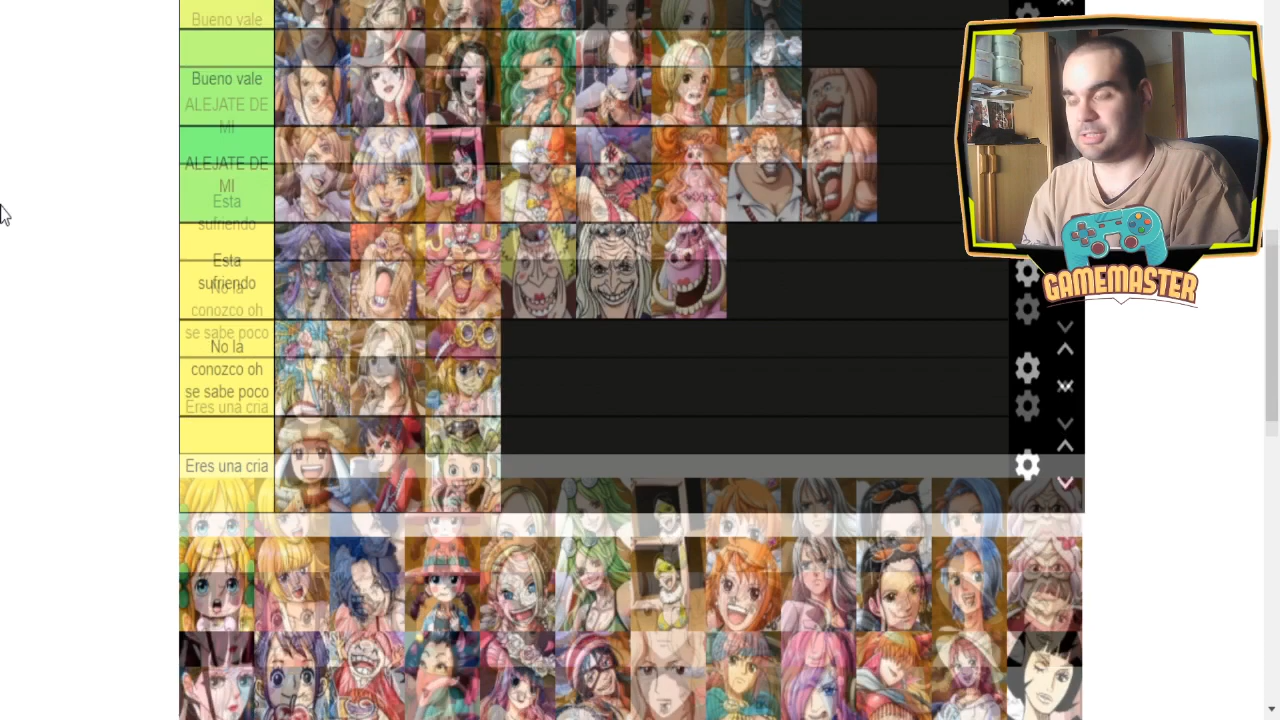 Bueno vale
Bueno vale
ALEJATE DE
MI
ALEJATE DE
MI
Esta
sufriendo
Esta
sufriendo
No la
conozco oh
se sabe poco
No la
conozco oh
se sabe poco
Eres una cria
Eres una cria
GAMEMASTER